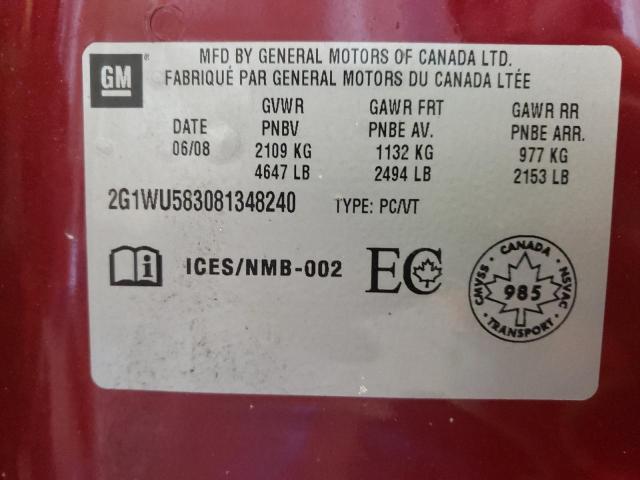 GM
MFD BY GENERAL MOTORS OF CANADA LTD.
FABRIQUÉ PAR GENERAL MOTORS DU CANADA LTÉE
GVWR GAWR FRT GAWR RR
DATE PNBV PNBE AV. PNBE ARR.
06/08 2109 KG 1132 KG 977 KG
4647 LB 2494 LB 2153 LB
2G1WU583081348240 TYPE: PC/VT
i ICES/NMB-002 EC
CANADA
CMVSS 985 NSVAC
TRANSPORT